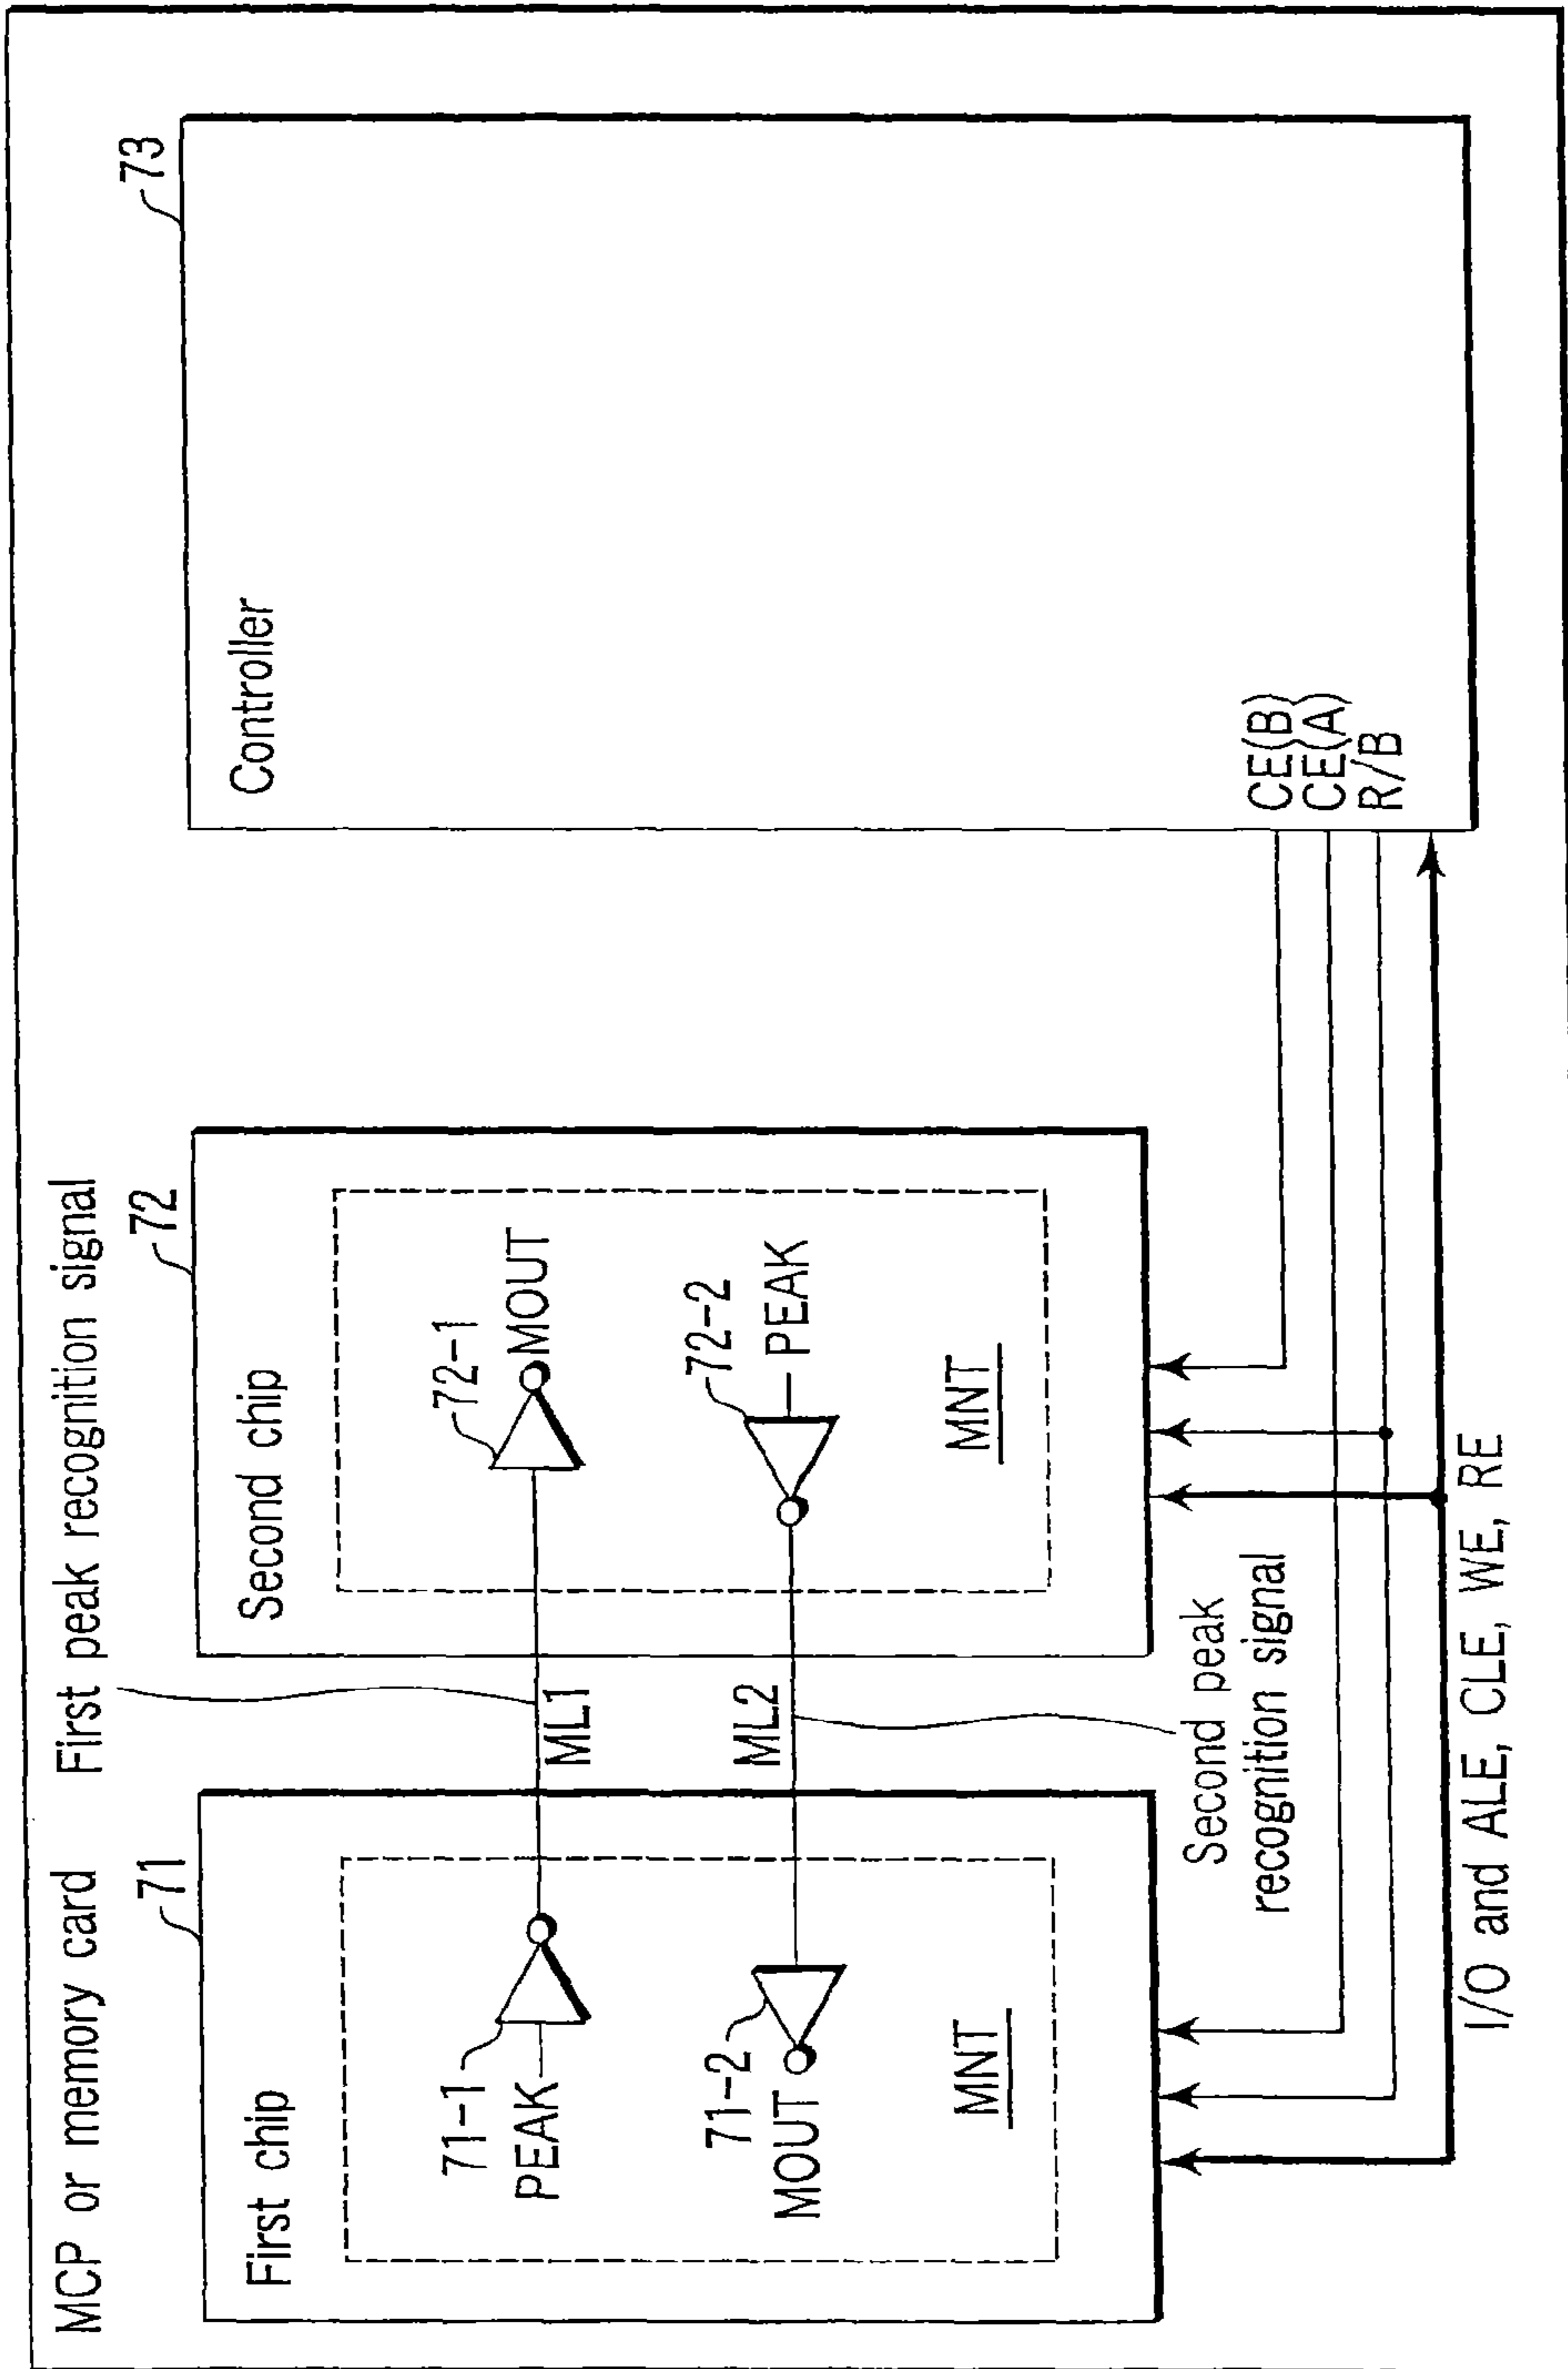 MCP or memory card
First peak recognition signal
71
First chip
71-1
PEAK
71-2
MOUT
MNT
ML1
ML2
Second peak
recognition signal
72
Second chip
72-1
MOUT
72-2
PEAK
MNT
73
Controller
CE(B)
CE(A)
R/B
I/O and ALE, CLE, WE, RE